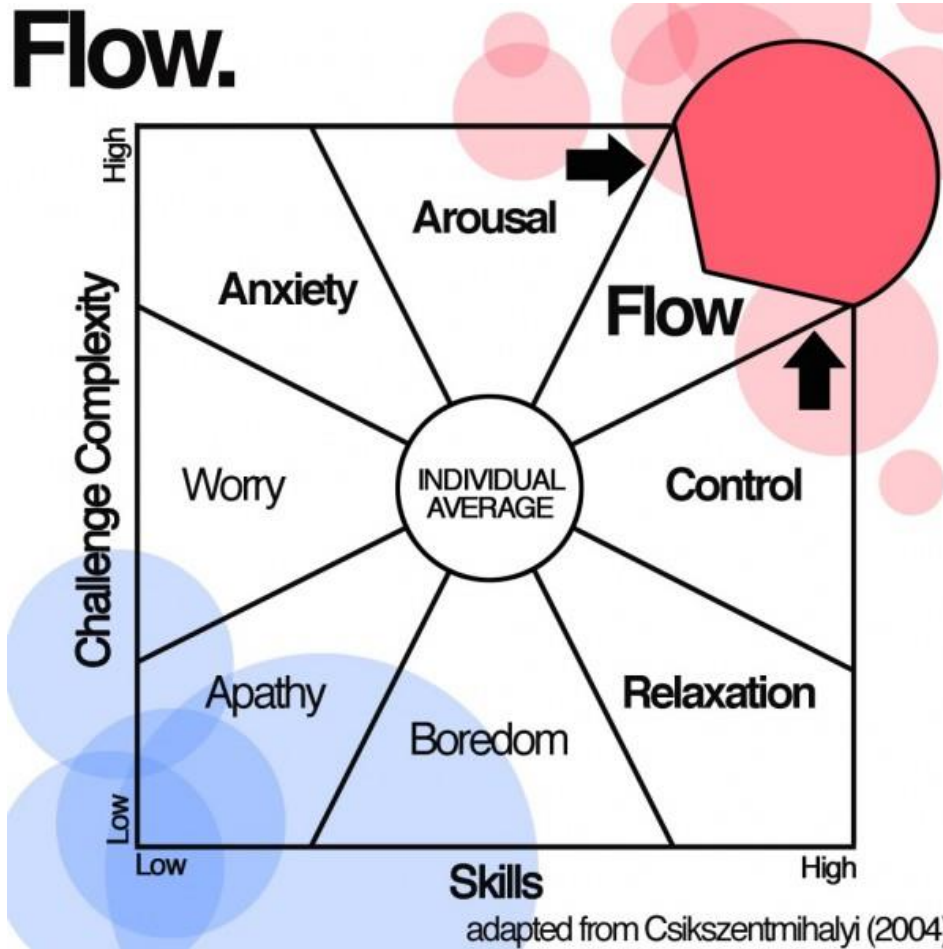 Flow.
High
Arousal
Anxiety
Flow
Challenge Complexity
Worry
INDIVIDUAL
AVERAGE
Control
Apathy
Relaxation
Boredom
Low
Low
High
Skills
adapted from Csikszentmihalyi (2004)